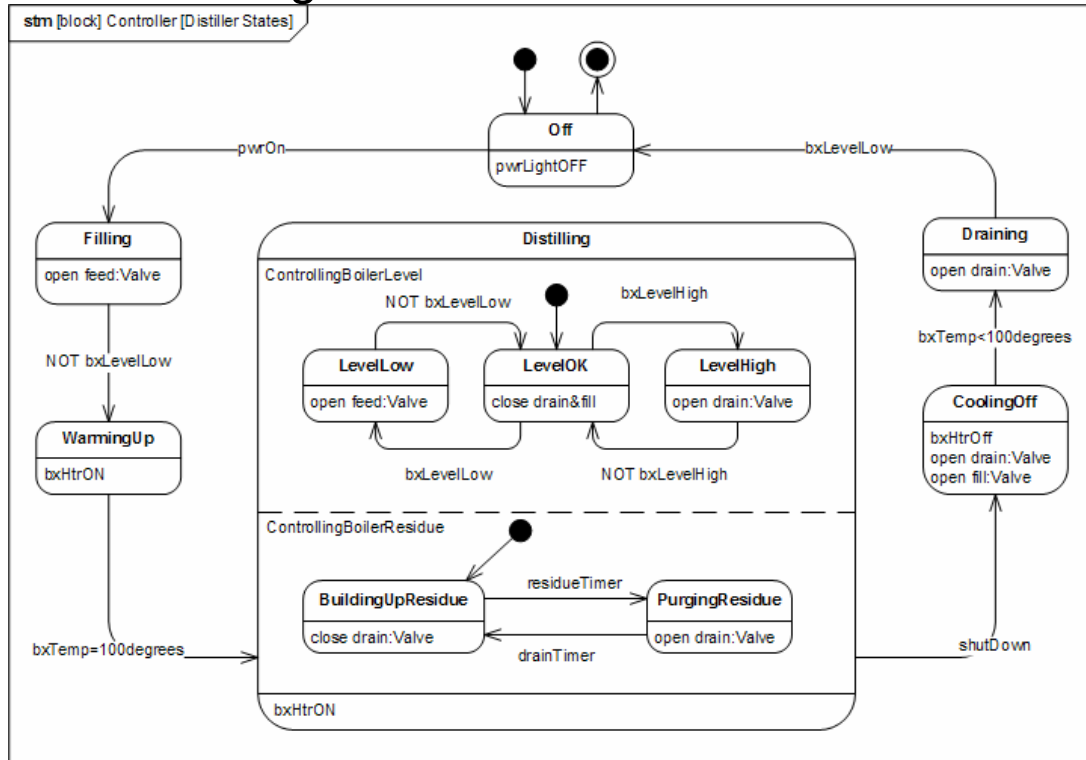 stm [block] Controller [Distiller States]
Off
pwrLightOFF
pwrOn
bxLevelLow
Filling
open feed:Valve
NOT bxLevelLow
WarmingUp
bxHtrON
bxTemp=100degrees
Distilling
ControllingBoilerLevel
NOT bxLevelLow
bxLevelHigh
LevelLow
open feed:Valve
LevelOK
close drain&fill
LevelHigh
open drain:Valve
bxLevelLow
NOT bxLevelHigh
ControllingBoilerResidue
BuildingUpResidue
close drain:Valve
residueTimer
drainTimer
PurgingResidue
open drain:Valve
bxHtrON
Draining
open drain:Valve
bxTemp<100degrees
CoolingOff
bxHtrOff
open drain:Valve
open fill:Valve
shutDown